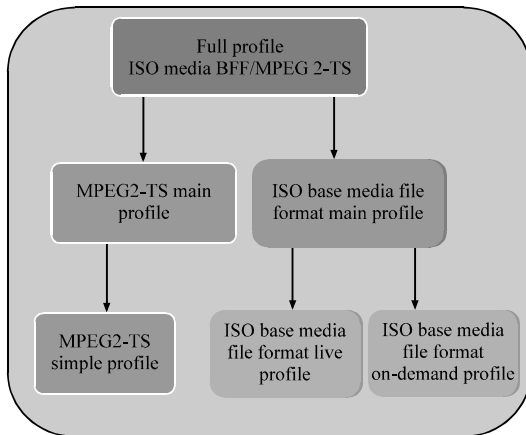 Full profile
ISO media BFF/MPEG 2-TS
MPEG2-TS main
profile
ISO base media file
format main profile
MPEG2-TS
simple profile
ISO base media
file format live
profile
ISO base media
file format
on-demand profile